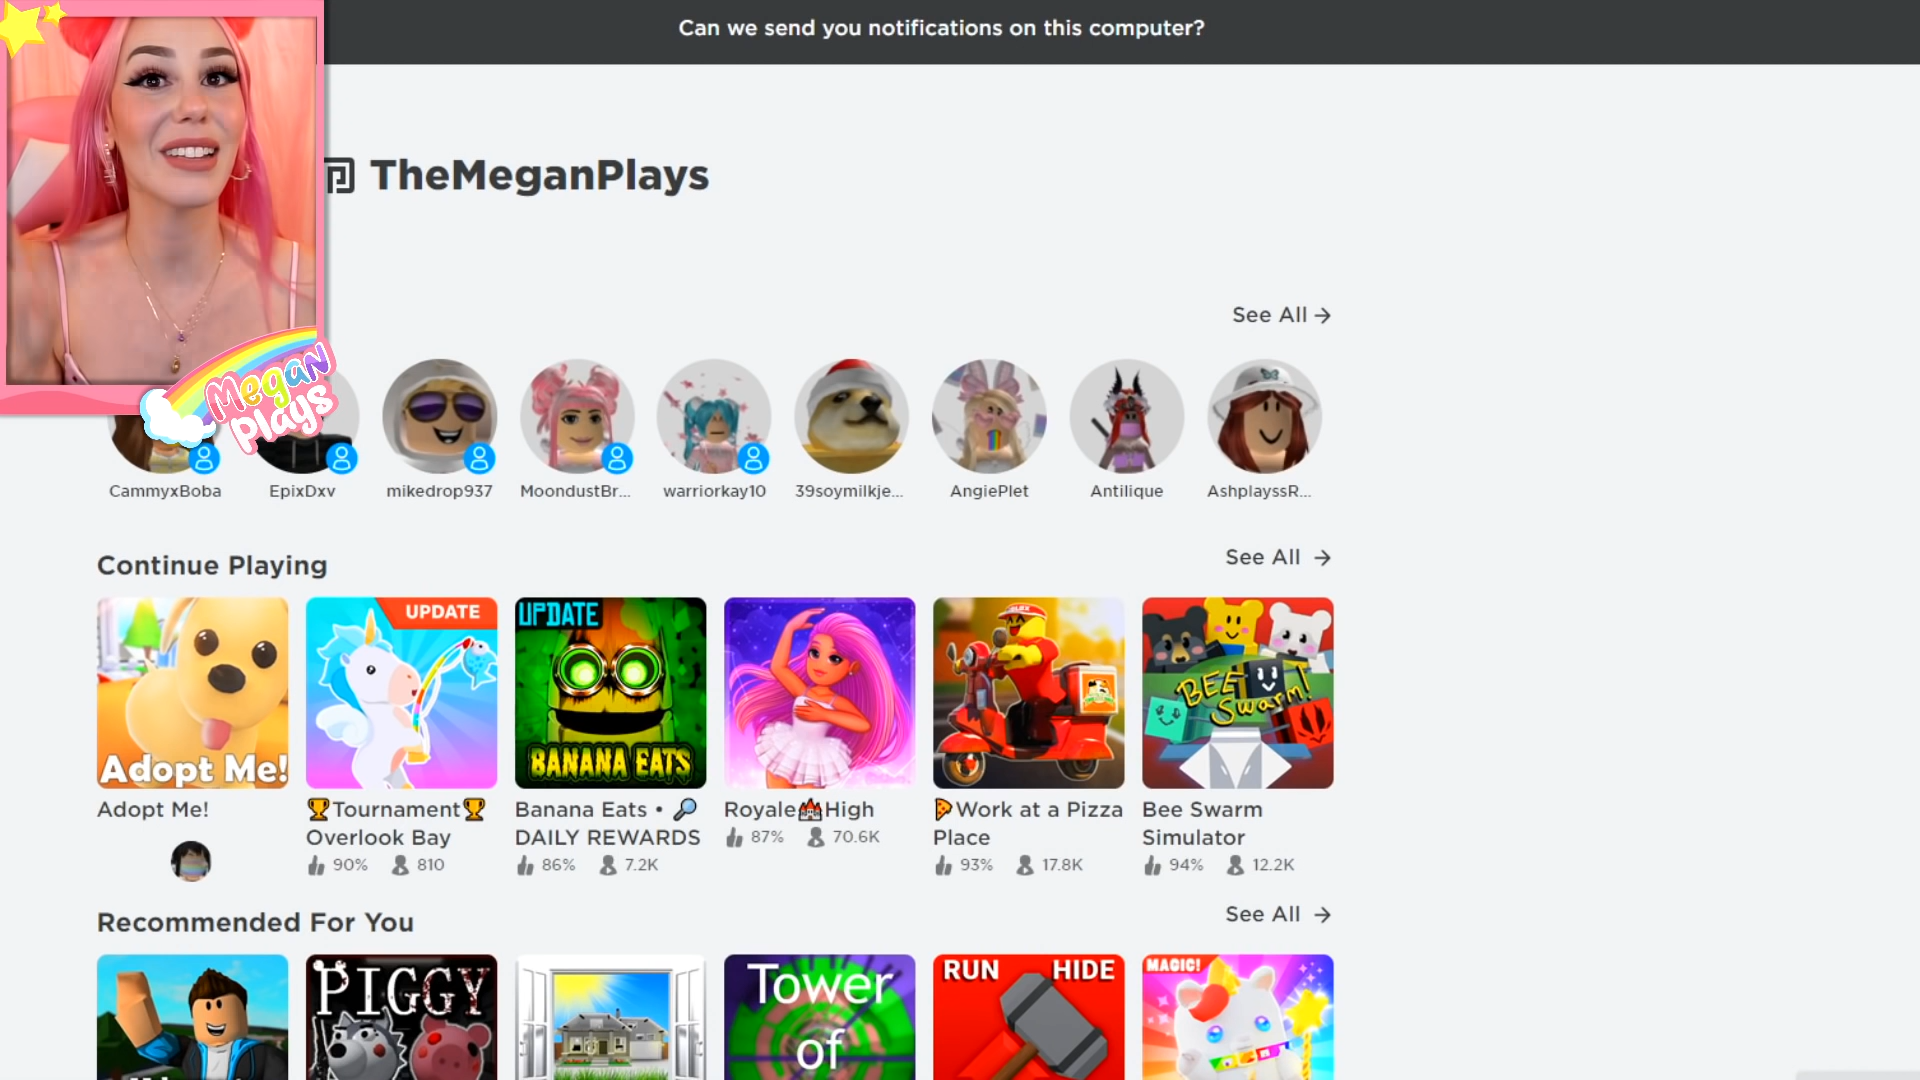 Can we send you notifications on this computer?
TheMeganPlays
See All
Megan
Plays
CammyxBoba
EpixDxv
mikedrop937
MoondustBr...
warriorkay10
39soymilkje...
AngiePlet
Antilique
AshplayssR...
Continue Playing
See All
Adopt Me!
UPDATE
UPDATE
BANANA EATS
BEE
Swarm!
Adopt Me!
Tournament
Overlook Bay
90% 810
Banana Eats •
DAILY REWARDS
86% 7.2K
Royale High
87% 70.6K
Work at a Pizza
Place
93% 17.8K
Bee Swarm
Simulator
94% 12.2K
Recommended For You
See All
PIGGY
Tower
of
RUN HIDE
MAGIC!